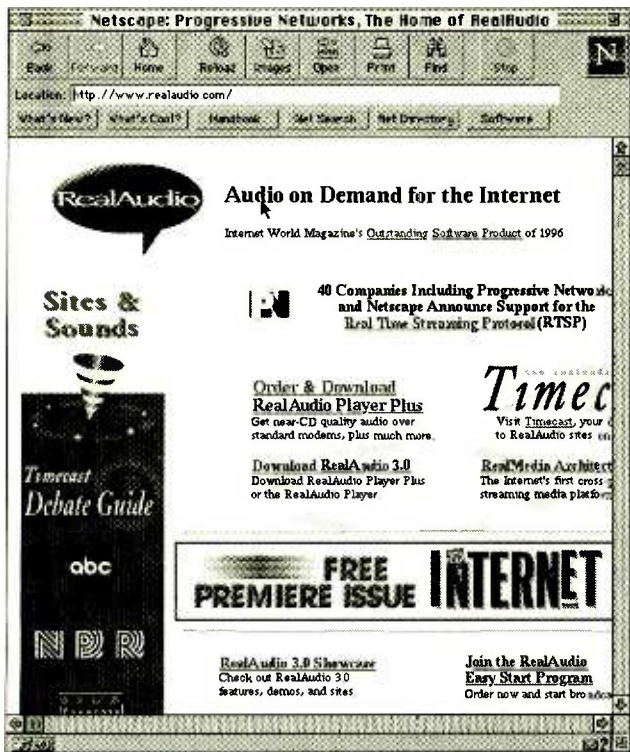 Netscape: Progressive Networks, The Home of RealAudio
Back Forward Home Reload Images Open Print Find Stop
N
Location: http://www.realaudio.com/
What's New? What's Cool? Handbook Net Search Net Directory Software
RealAudio
Audio on Demand for the Internet
Internet World Magazine's Outstanding Software Product of 1996
Sites &
Sounds
40 Companies Including Progressive Netwo
and Netscape Announce Support for the
Real Time Streaming Protocol (RTSP)
Order & Download
RealAudio Player Plus
Get near-CD quality audio over
standard modems, plus much more.
Timec
Visit Timecast, your
to RealAudio sites
Download RealAudio 3.0
Download RealAudio Player Plus
or the RealAudio Player
RealMedia Architect
The Internet's first cross
streaming media platfo
Timecast
Debate Guide
abc
NPR
FREE
PREMIERE ISSUE
INTERNET
RealAudio 3.0 Showcase
Check out RealAudio 3.0
features, demos, and sites
Join the RealAudio
Easy Start Program
Order now and start bro